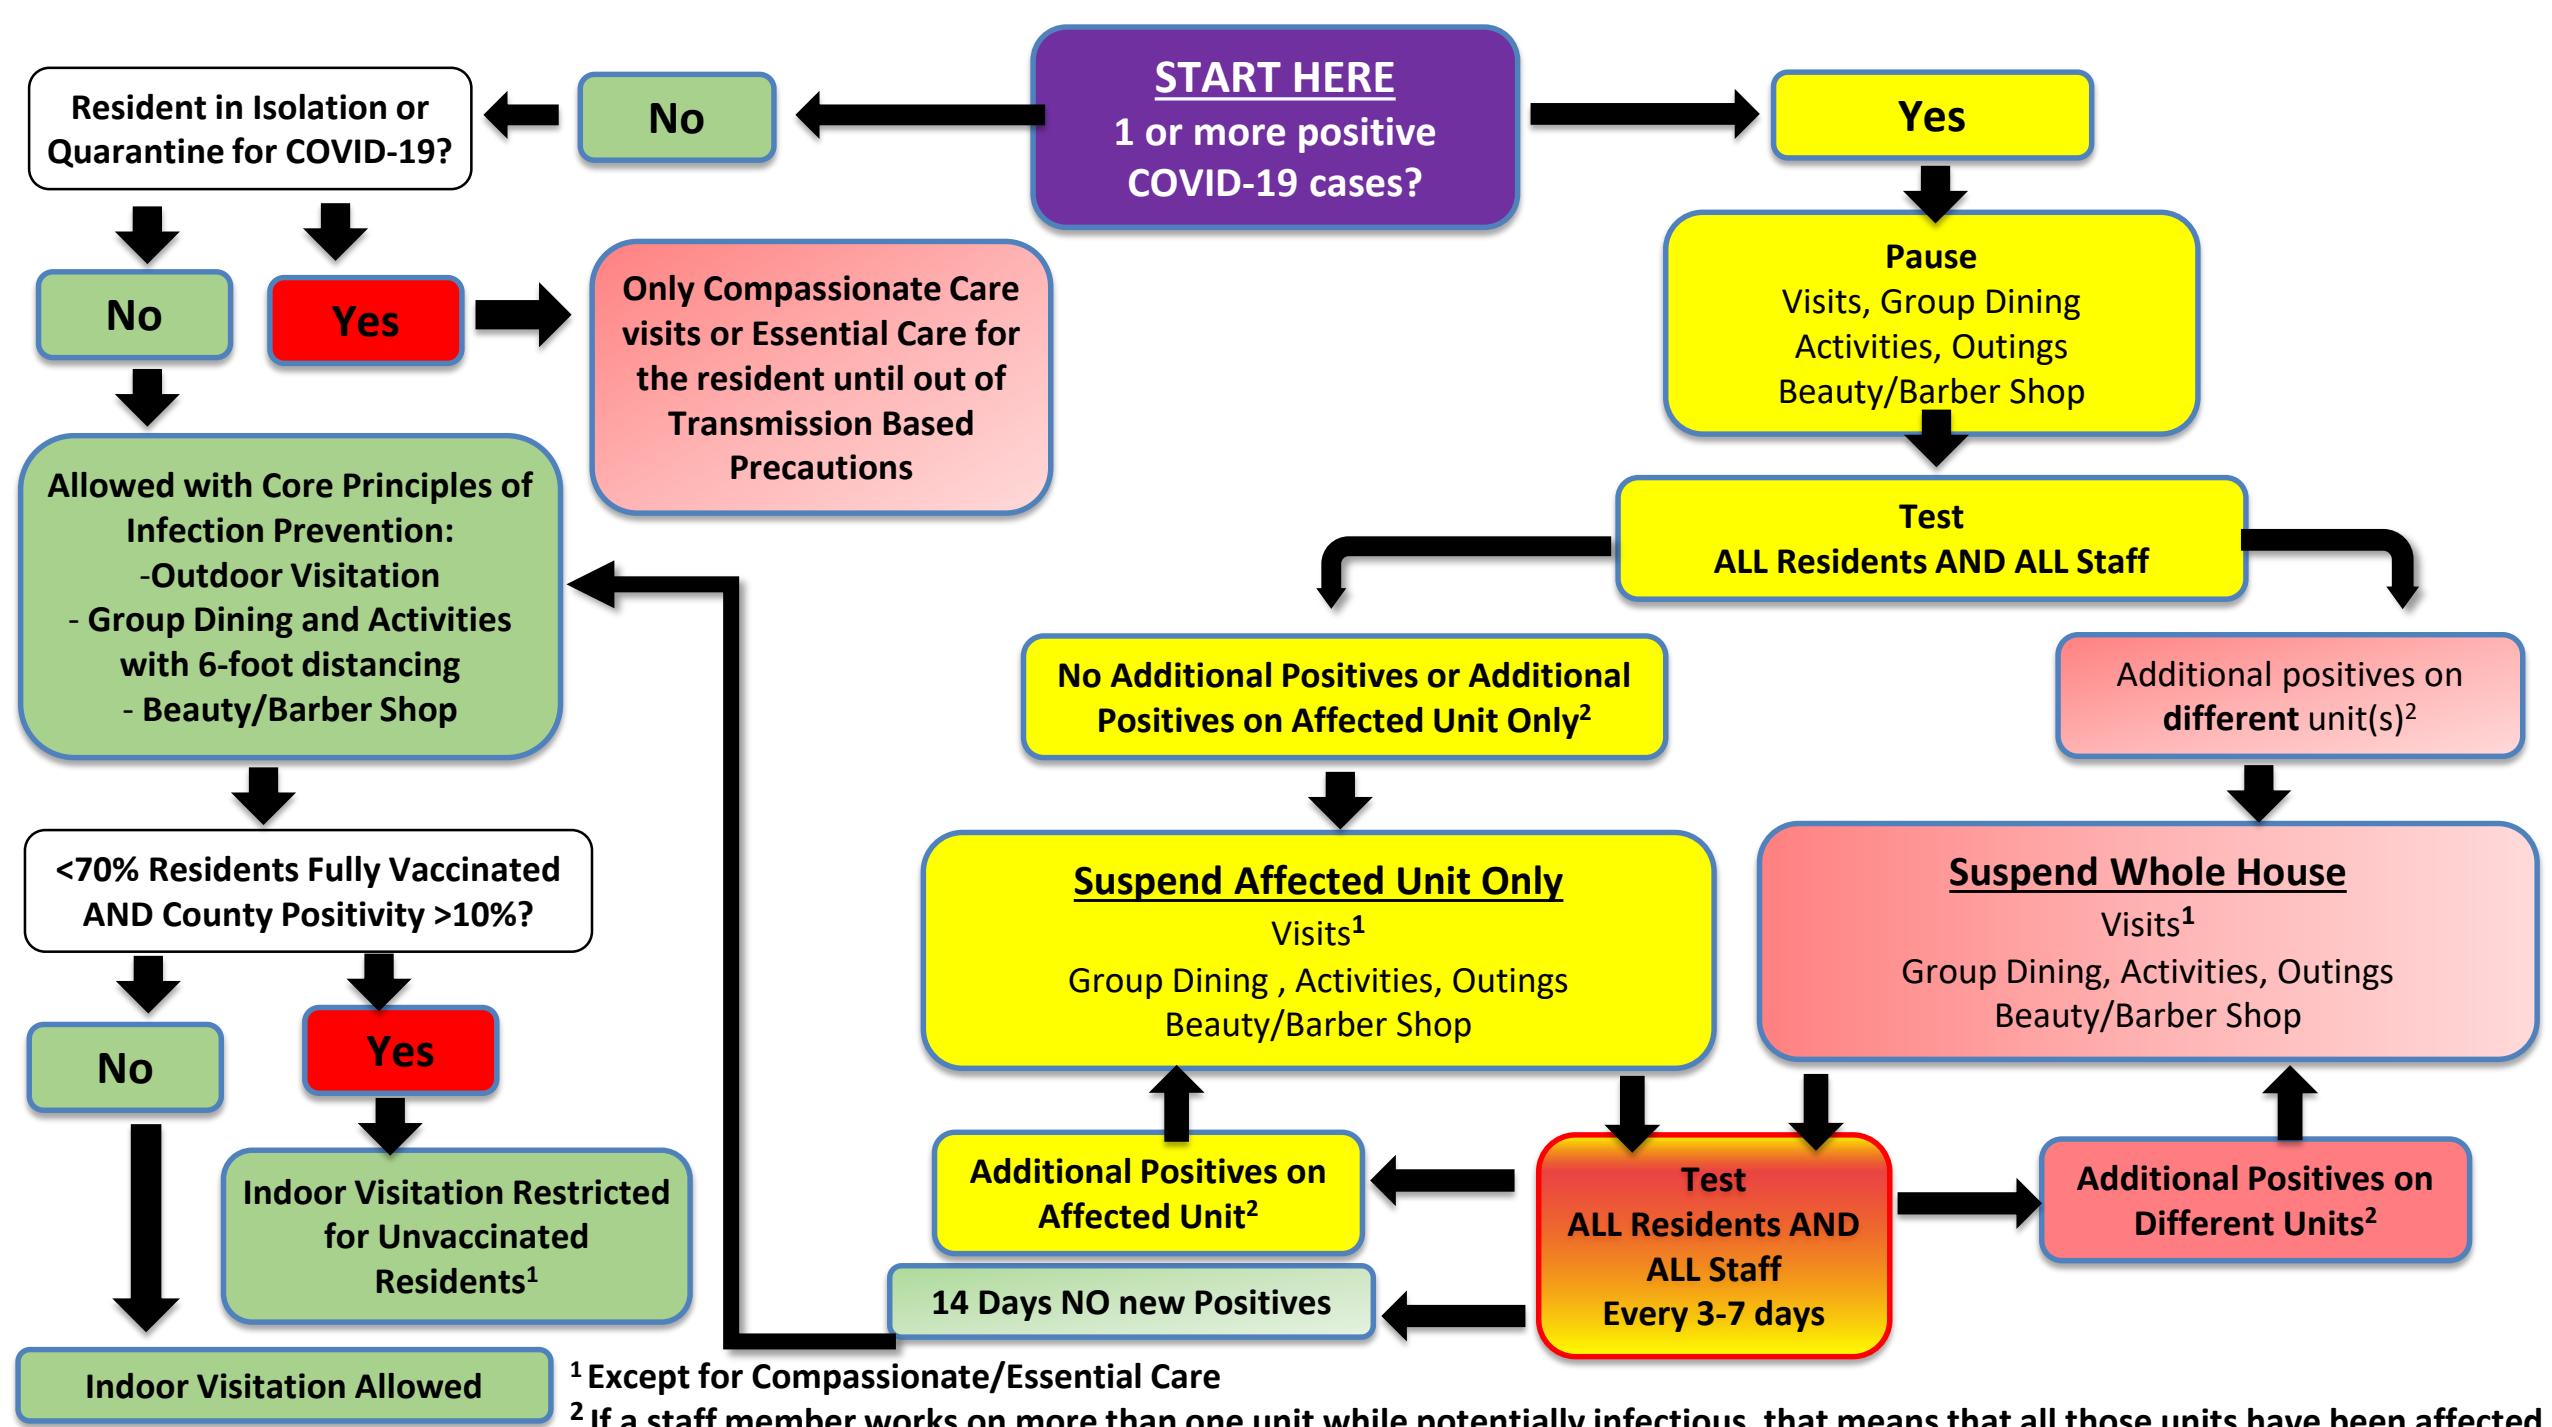 START HERE
1 or more positive
COVID-19 cases?
No
Resident in Isolation or
Quarantine for COVID-19?
No
Yes
Only Compassionate Care
visits or Essential Care for
the resident until out of
Transmission Based
Precautions
Allowed with Core Principles of
Infection Prevention:
-Outdoor Visitation
- Group Dining and Activities
with 6-foot distancing
- Beauty/Barber Shop
<70% Residents Fully Vaccinated
AND County Positivity >10%?
No
Yes
Indoor Visitation Restricted
for Unvaccinated
Residents¹
Indoor Visitation Allowed
Yes
Pause
Visits, Group Dining
Activities, Outings
Beauty/Barber Shop
Test
ALL Residents AND ALL Staff
No Additional Positives or Additional
Positives on Affected Unit Only²
Additional positives on
different unit(s)²
Suspend Affected Unit Only
Visits¹
Group Dining , Activities, Outings
Beauty/Barber Shop
Suspend Whole House
Visits¹
Group Dining, Activities, Outings
Beauty/Barber Shop
Additional Positives on
Affected Unit²
14 Days NO new Positives
Test
ALL Residents AND
ALL Staff
Every 3-7 days
Additional Positives on
Different Units²
¹ Except for Compassionate/Essential Care
² If a staff member works on more than one unit while potentially infectious, that means that all those units have been affected